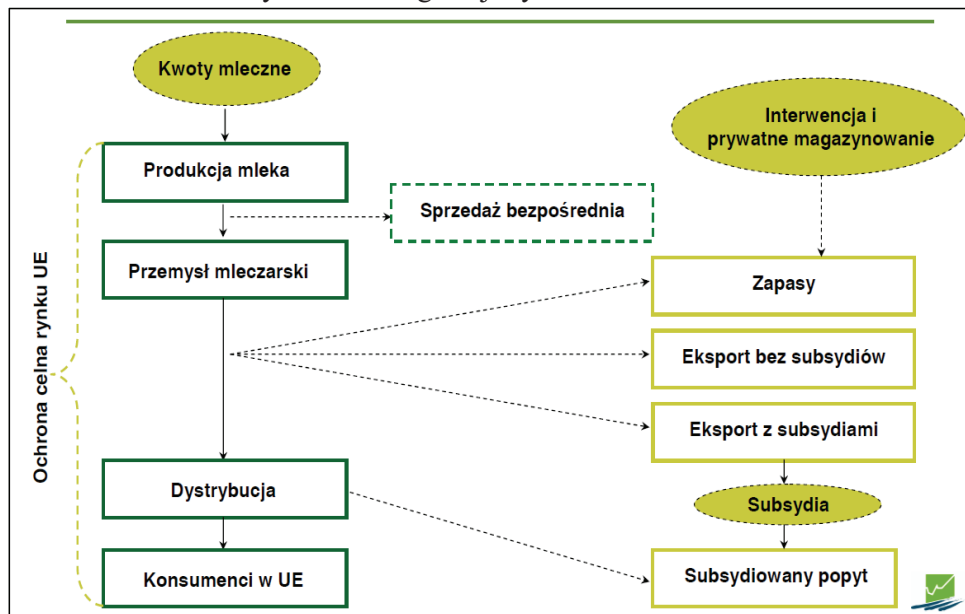 Kwoty mleczne
Interwencja i
prywatne magazynowanie
Produkcja mleka
Sprzedaż bezpośrednia
Przemysł mleczarski
Zapasy
Eksport bez subsydiów
Eksport z subsydiami
Ochrona celna rynku UE
Dystrybucja
Subsydia
Konsumenci w UE
Subsydiowany popyt